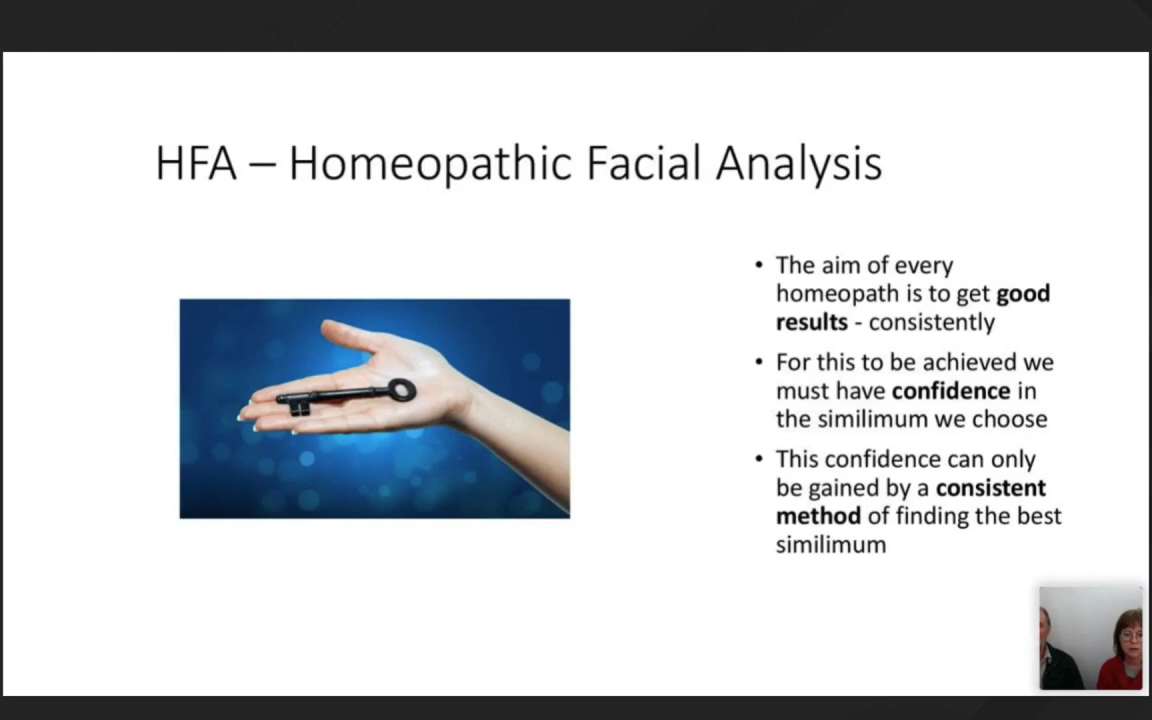 HFA – Homeopathic Facial Analysis
• The aim of every
homeopath is to get good
results - consistently
• For this to be achieved we
must have confidence in
the similimum we choose
• This confidence can only
be gained by a consistent
method of finding the best
similimum